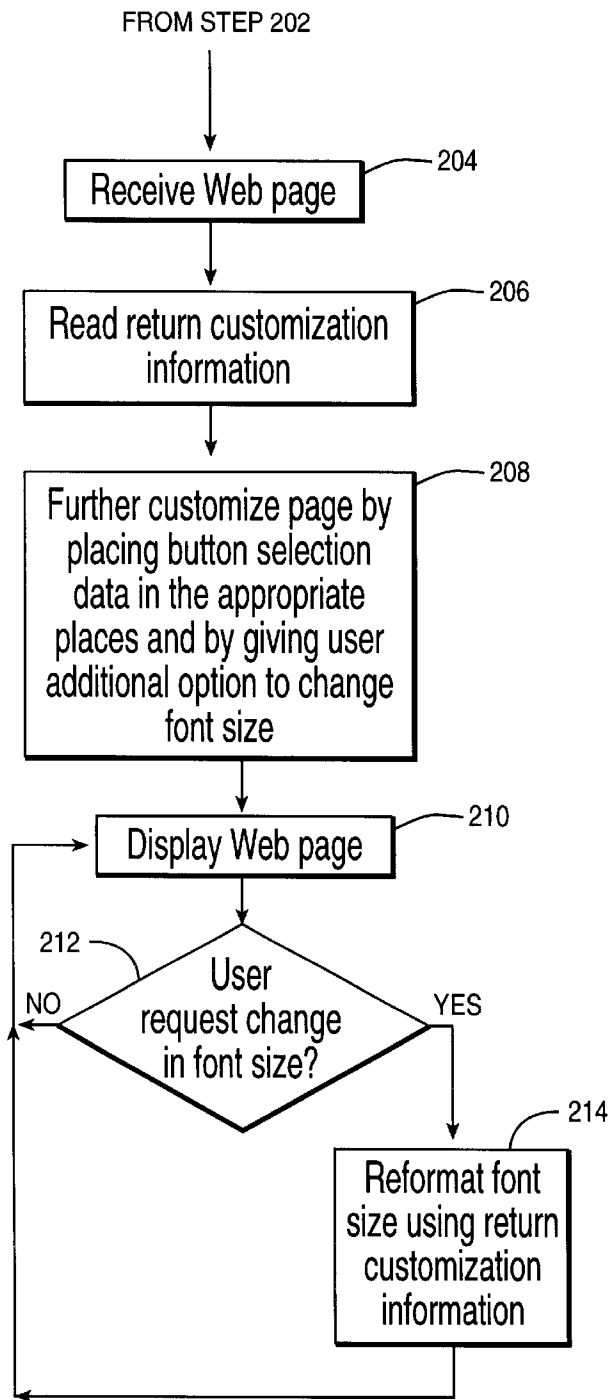 FROM STEP 202
Receive Web page
204
Read return customization
information
206
Further customize page by
placing button selection
data in the appropriate
places and by giving user
additional option to change
font size
208
Display Web page
210
212
User
request change
in font size?
NO
YES
214
Reformat font
size using return
customization
information